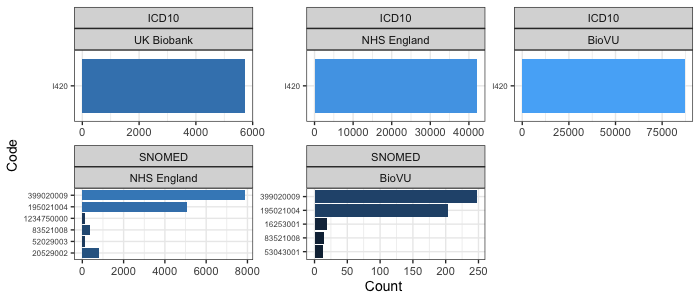 ICD10
ICD10
ICD10
UK Biobank
NHS England
BioVU
I420
I420
I420
0 2000 4000 6000
0 10000 20000 30000 40000
0 25000 50000 75000
Code
SNOMED
SNOMED
NHS England
BioVU
399020009
195021004
1234750000
83521008
52029003
20529002
399020009
195021004
16253001
83521008
53043001
0 2000 4000 6000 8000
0 50 100 150 200 250
Count